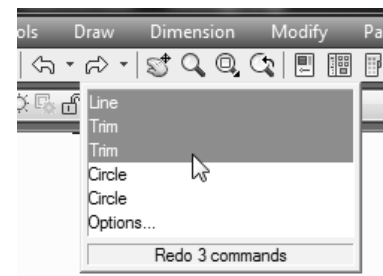 ols Draw Dimension Modify Pa
Line
Trim
Trim
Circle
Circle
Options...
Redo 3 commands